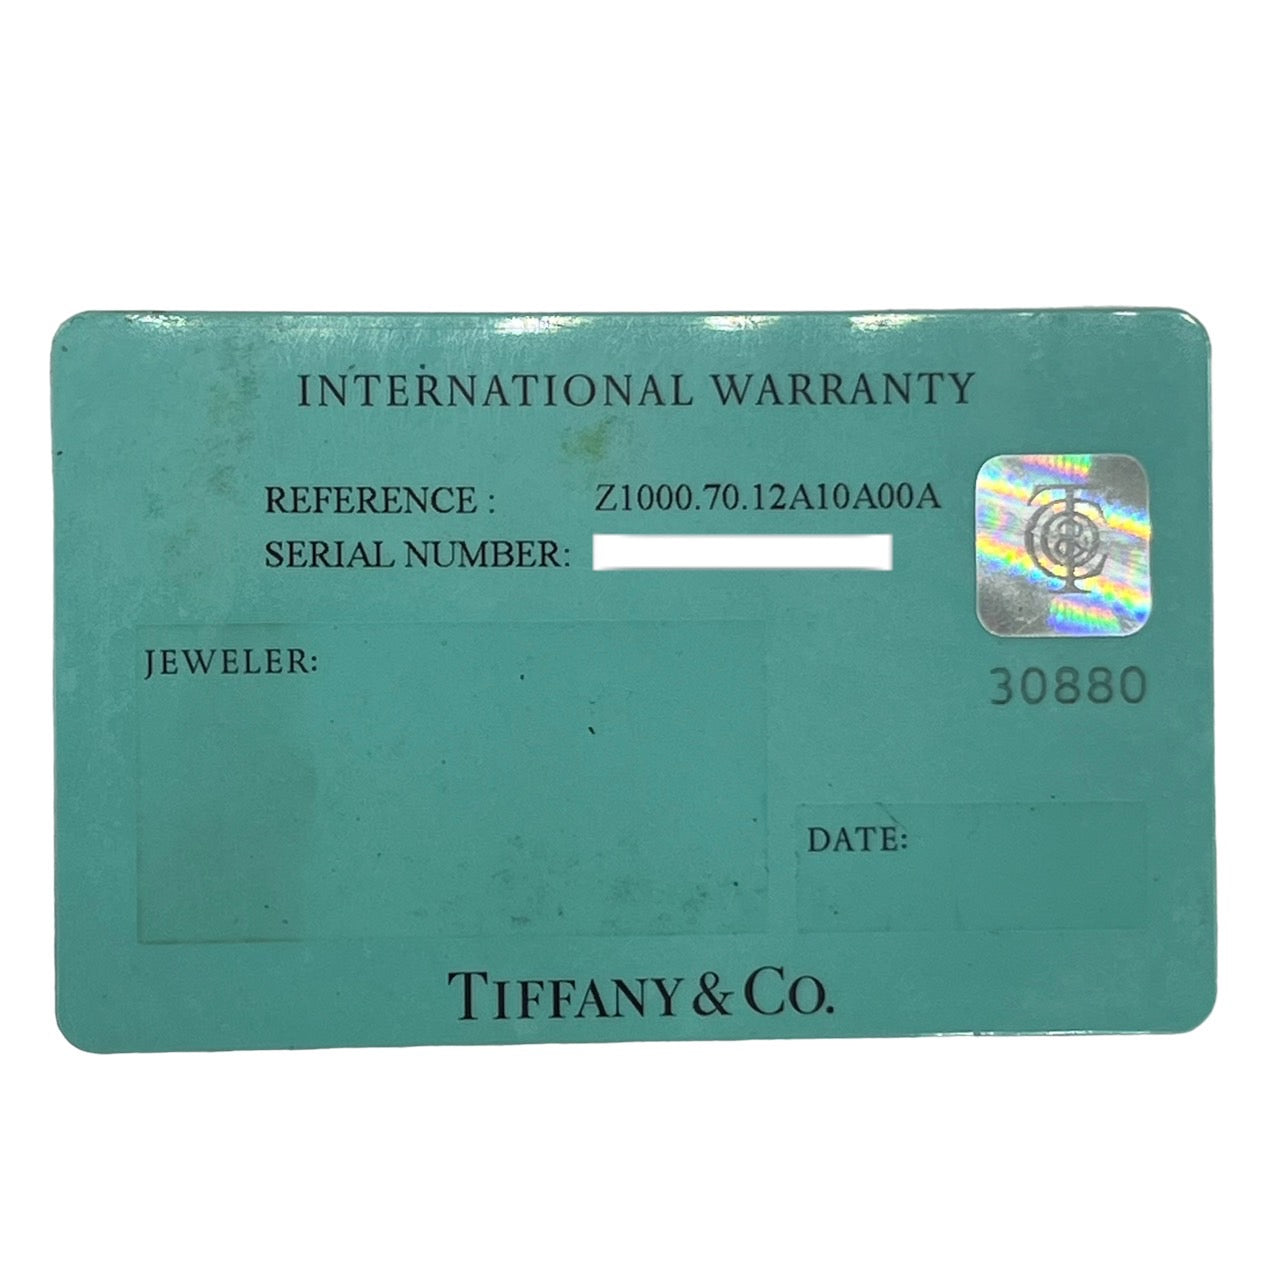 INTERNATIONAL WARRANTY
REFERENCE : Z1000.70.12A10A00A
SERIAL NUMBER:
JEWELER:
30880
DATE:
TIFFANY & CO.